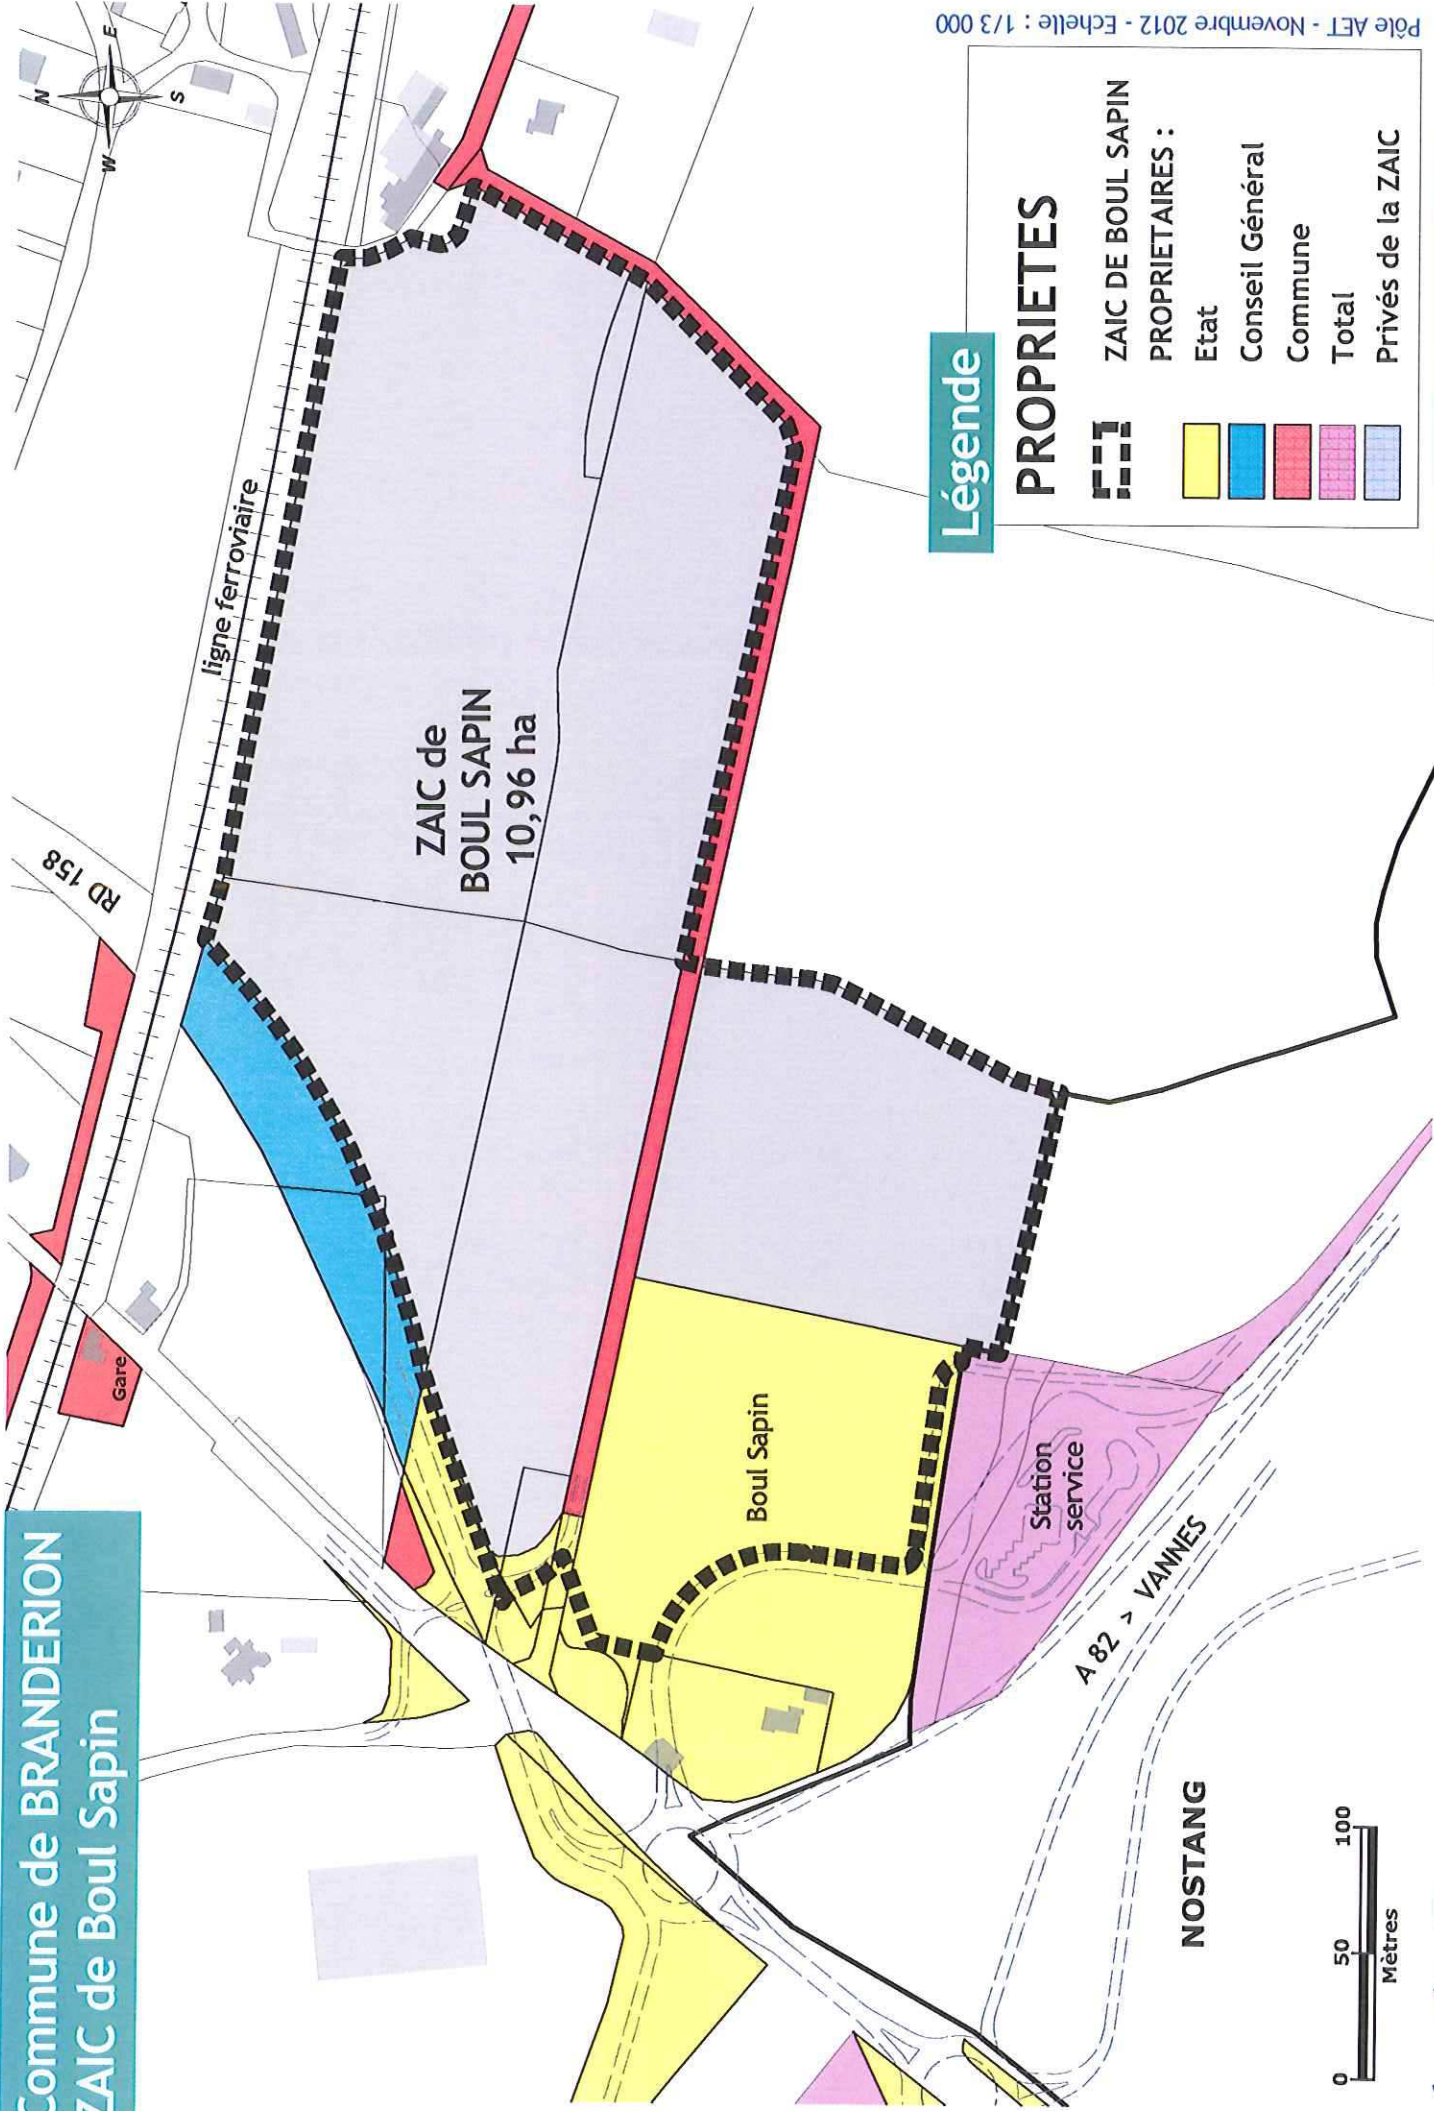 Commune de BRANDERION
ZAIC de Boul Sapin
N
E
S
W
RD 158
ligne ferroviaire
Gare
ZAIC de
BOUL SAPIN
10,96 ha
Boul Sapin
Station
service
A 82 > VANNES
NOSTANG
0 50 100
Mètres
Légende
PROPRIETES
ZAIC DE BOUL SAPIN
PROPRIETAIRES :
Etat
Conseil Général
Commune
Total
Privés de la ZAIC
Pôle AET - Novembre 2012 - Echelle : 1/3 000